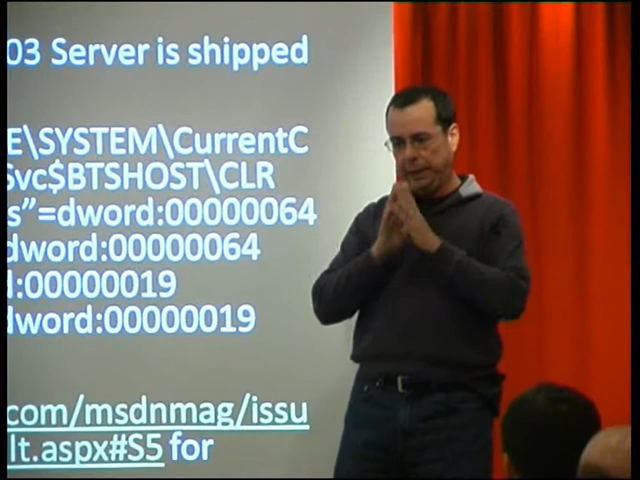 03 Server is shipped
E\SYSTEM\CurrentC
Svc$BTSHOST\CLR
s"=dword:00000064
dword:00000064
d:00000019
dword:00000019
com/msdnmag/issu
lt.aspx#S5 for